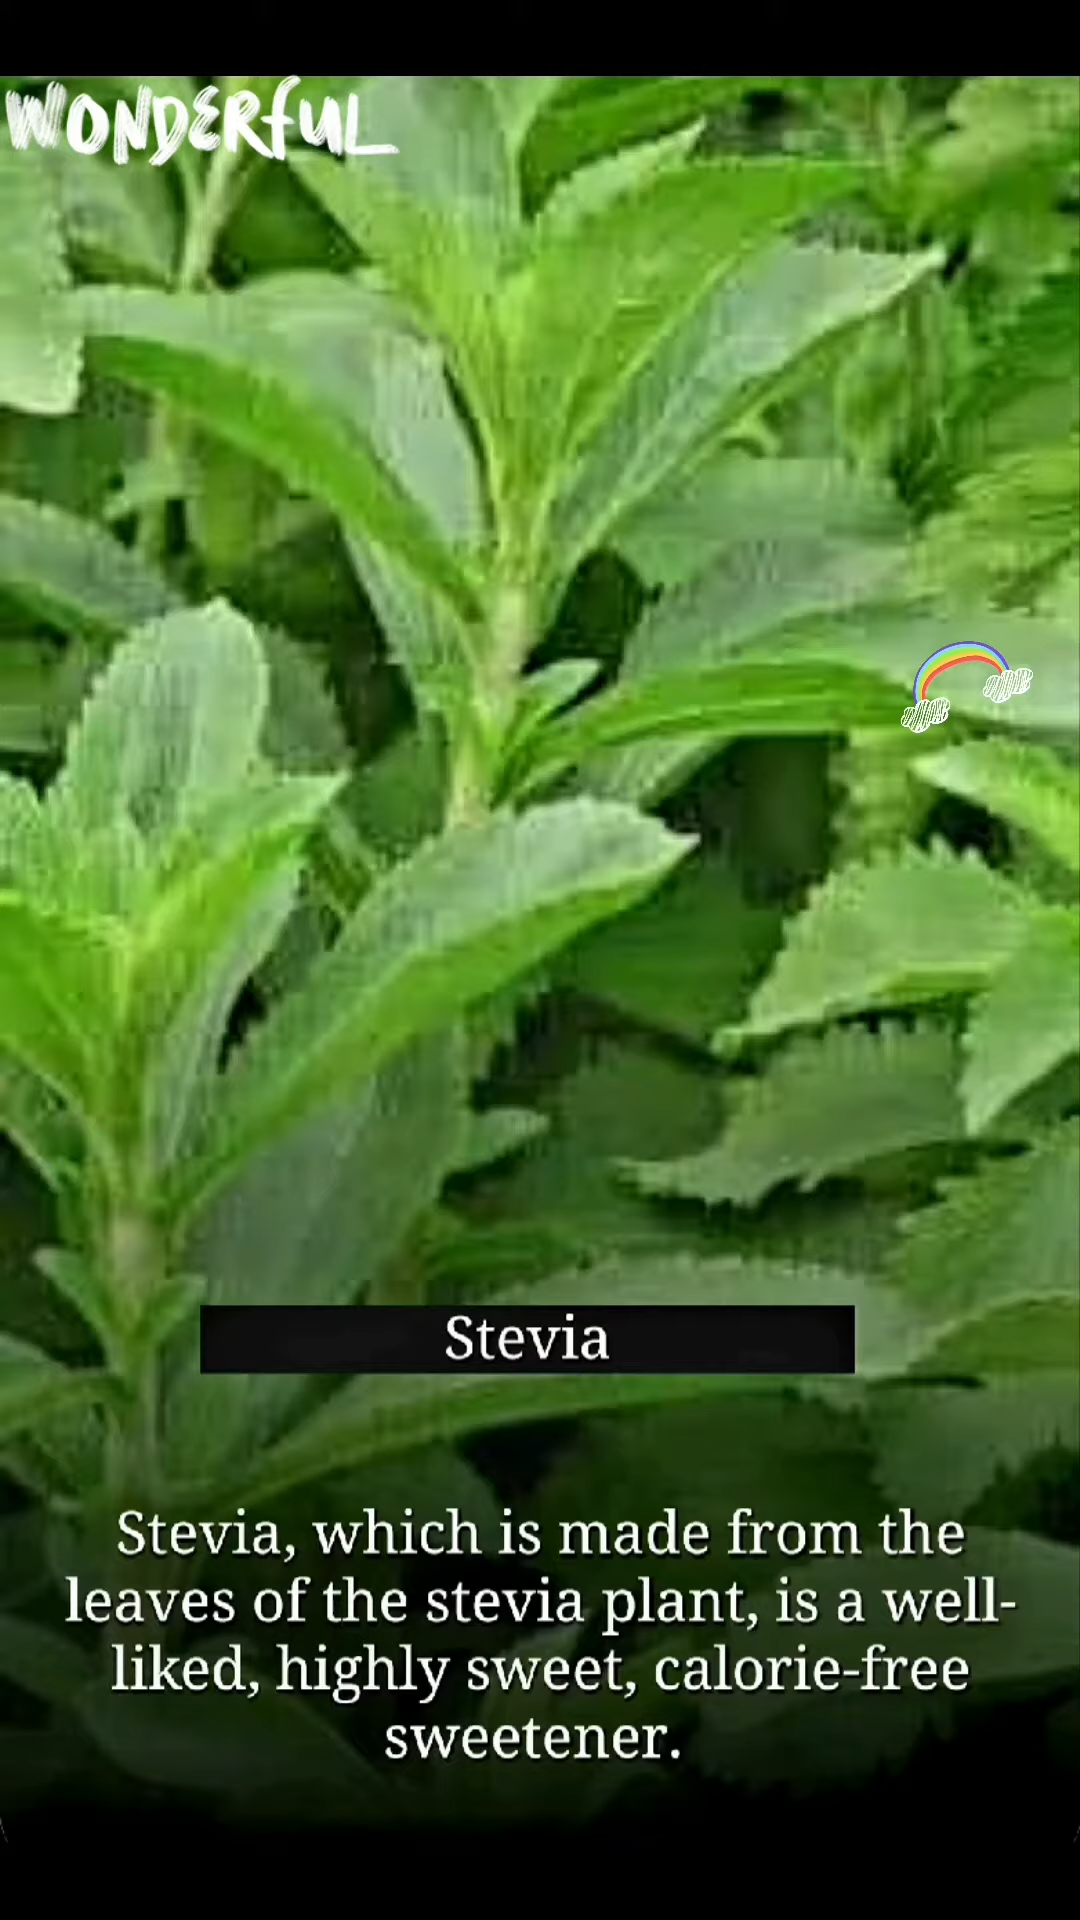 WONDERFUL
Stevia
Stevia, which is made from the
leaves of the stevia plant, is a well-
liked, highly sweet, calorie-free
sweetener.